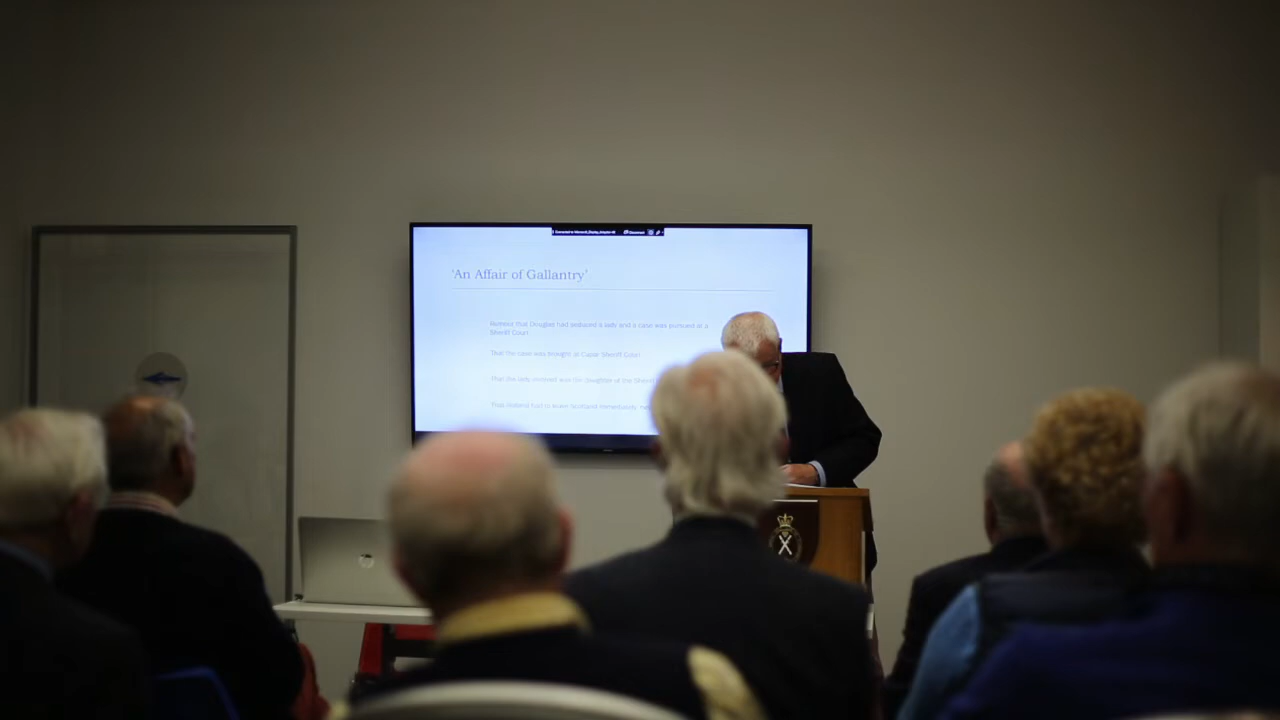 'An Affair of Gallantry'
Rumour that Douglas had seduced a lady and a case was pursued at a
Sheriff Court
That the case was brought at Cupar Sheriff Court
That the lady involved was the daughter of the Sheriff
That had to leave Scotland immediately